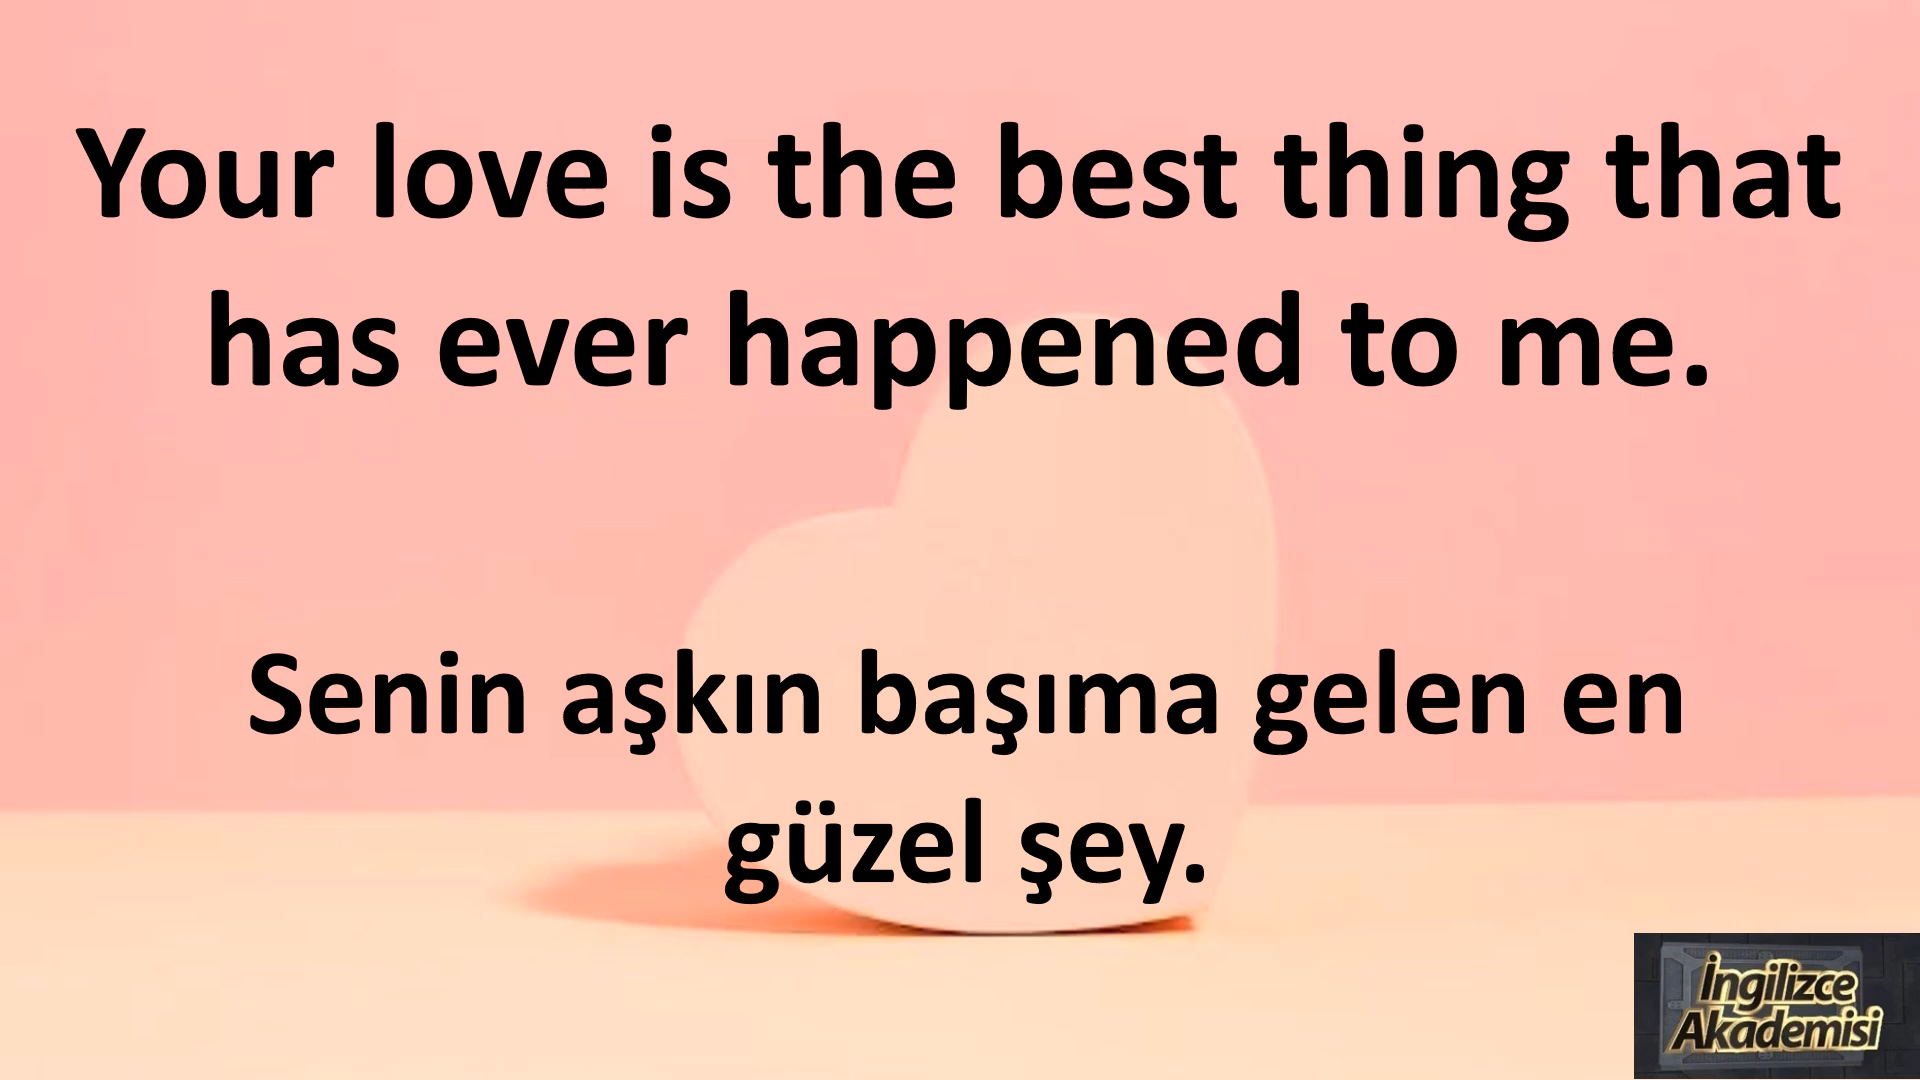 Your love is the best thing that
has ever happened to me.
Senin aşkın başıma gelen en
güzel şey.
İngilizce
Akademisi